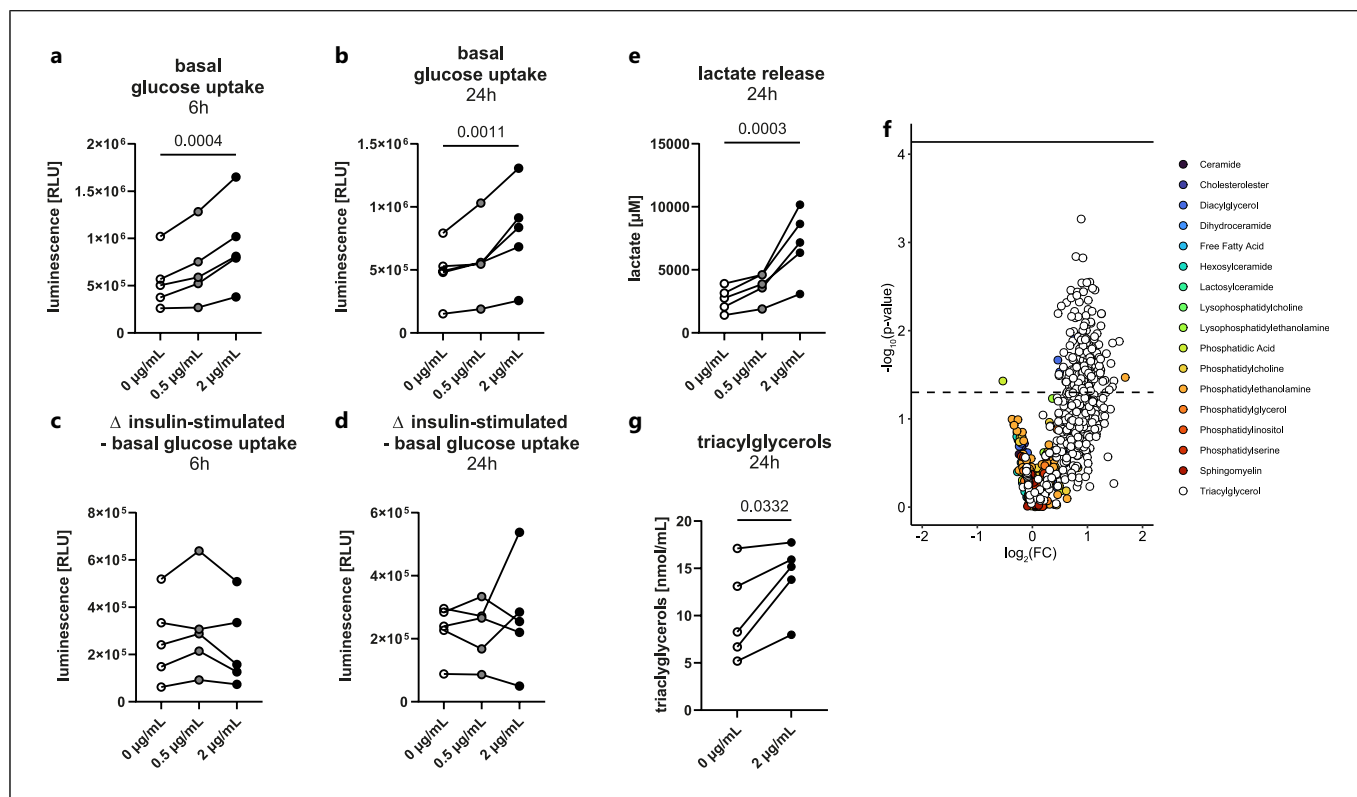 a
basal
glucose uptake
6h
0.0004
luminescence [RLU]
2×10⁶
1.5×10⁶
1×10⁶
5×10⁵
0
0 µg/mL
0.5 µg/mL
2 µg/mL
b
basal
glucose uptake
24h
0.0011
luminescence [RLU]
1.5×10⁶
1×10⁶
5×10⁵
0
0 µg/mL
0.5 µg/mL
2 µg/mL
e
lactate release
24h
0.0003
lactate [µM]
15000
10000
5000
0
0 µg/mL
0.5 µg/mL
2 µg/mL
f
-log₁₀(p-value)
4
3
2
1
0
-2
-1
0
1
2
log₂(FC)
Ceramide
Cholesterolester
Diacylglycerol
Dihydroceramide
Free Fatty Acid
Hexosylceramide
Lactosylceramide
Lysophosphatidylcholine
Lysophosphatidylethanolamine
Phosphatidic Acid
Phosphatidylcholine
Phosphatidylethanolamine
Phosphatidylglycerol
Phosphatidylinositol
Phosphatidylserine
Sphingomyelin
Triacylglycerol
c
Δ insulin-stimulated
- basal glucose uptake
6h
luminescence [RLU]
8×10⁵
6×10⁵
4×10⁵
2×10⁵
0
0 µg/mL
0.5 µg/mL
2 µg/mL
d
Δ insulin-stimulated
- basal glucose uptake
24h
luminescence [RLU]
6×10⁵
4×10⁵
2×10⁵
0
0 µg/mL
0.5 µg/mL
2 µg/mL
g
triacylglycerols
24h
0.0332
triaclyglycerols [nmol/mL]
20
15
10
5
0
0 µg/mL
2 µg/mL